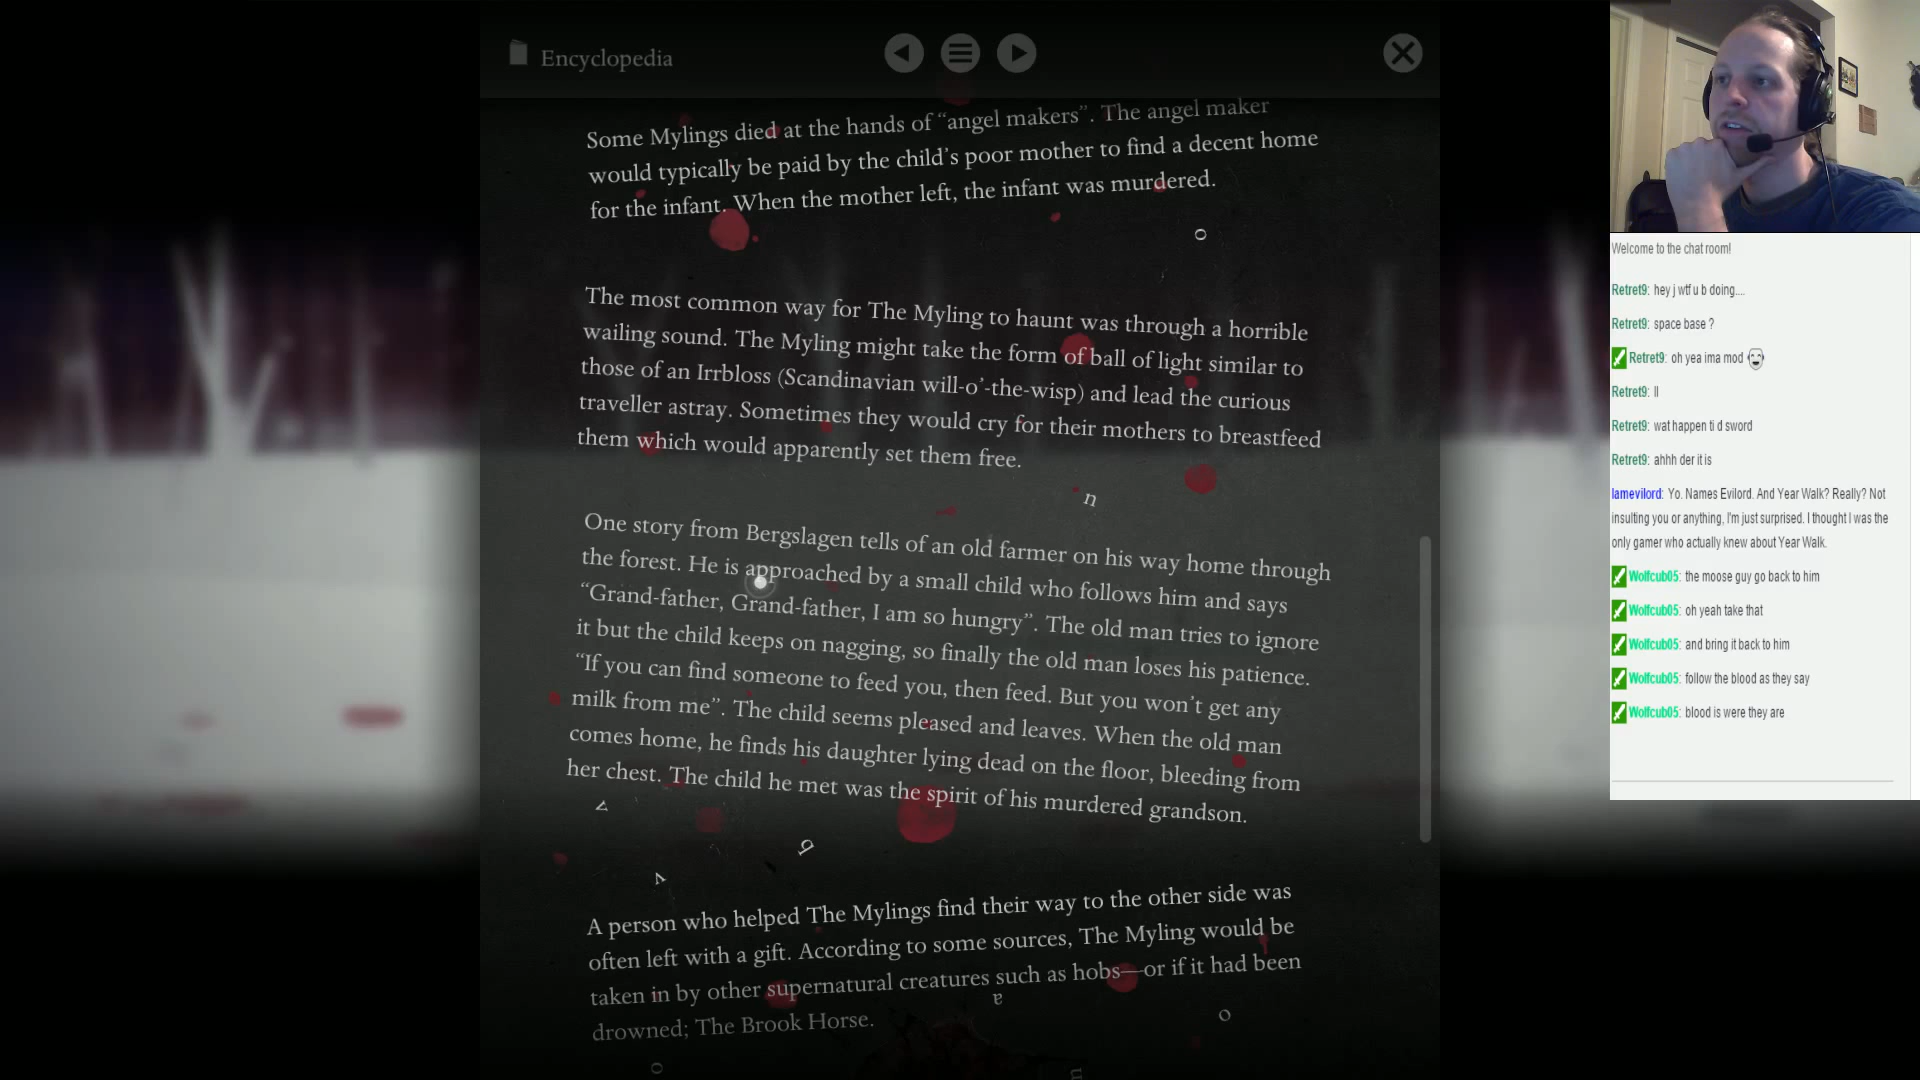 Encyclopedia
Some Mylings died at the hands of “angel makers”. The angel maker
would typically be paid by the child’s poor mother to find a decent home
for the infant. When the mother left, the infant was murdered.
o
The most common way for The Myling to haunt was through a horrible
wailing sound. The Myling might take the form of ball of light similar to
those of an Irrbloss (Scandinavian will-o’-the-wisp) and lead the curious
traveller astray. Sometimes they would cry for their mothers to breastfeed
them which would apparently set them free.
n
One story from Bergslagen tells of an old farmer on his way home through
the forest. He is approached by a small child who follows him and says
“Grand-father, Grand-father, I am so hungry”. The old man tries to ignore
it but the child keeps on nagging, so finally the old man loses his patience.
“If you can find someone to feed you, then feed. But you won’t get any
milk from me”. The child seems pleased and leaves. When the old man
comes home, he finds his daughter lying dead on the floor, bleeding from
her chest. The child he met was the spirit of his murdered grandson.
v
g
v
A person who helped The Mylings find their way to the other side was
often left with a gift. According to some sources, The Myling would be
taken in by other supernatural creatures such as hobs—or if it had been
drowned; The Brook Horse.
a
o
o
n
Welcome to the chat room!
Retret9: hey j wtf u b doing....
Retret9: space base ?
Retret9: oh yea ima mod
Retret9: ll
Retret9: wat happen ti d sword
Retret9: ahhh der it is
Iamevilord: Yo. Names Evilord. And Year Walk? Really? Not
insulting you or anything, I'm just surprised. I thought I was the
only gamer who actually knew about Year Walk.
Wolfcub05: the moose guy go back to him
Wolfcub05: oh yeah take that
Wolfcub05: and bring it back to him
Wolfcub05: follow the blood as they say
Wolfcub05: blood is were they are